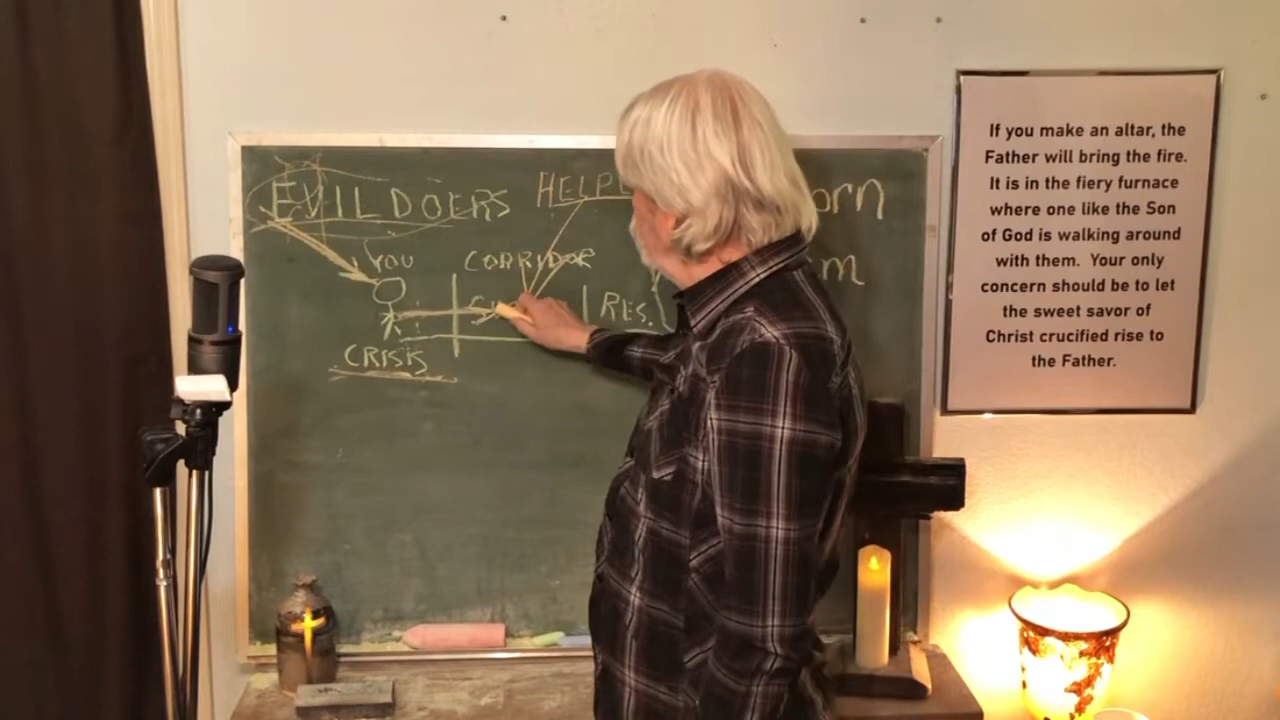 EVILDOERS
HELP
orn
YOU
CORRIDOR
m
RES.
CRISIS
If you make an altar, the
Father will bring the fire.
It is in the fiery furnace
where one like the Son
of God is walking around
with them. Your only
concern should be to let
the sweet savor of
Christ crucified rise to
the Father.